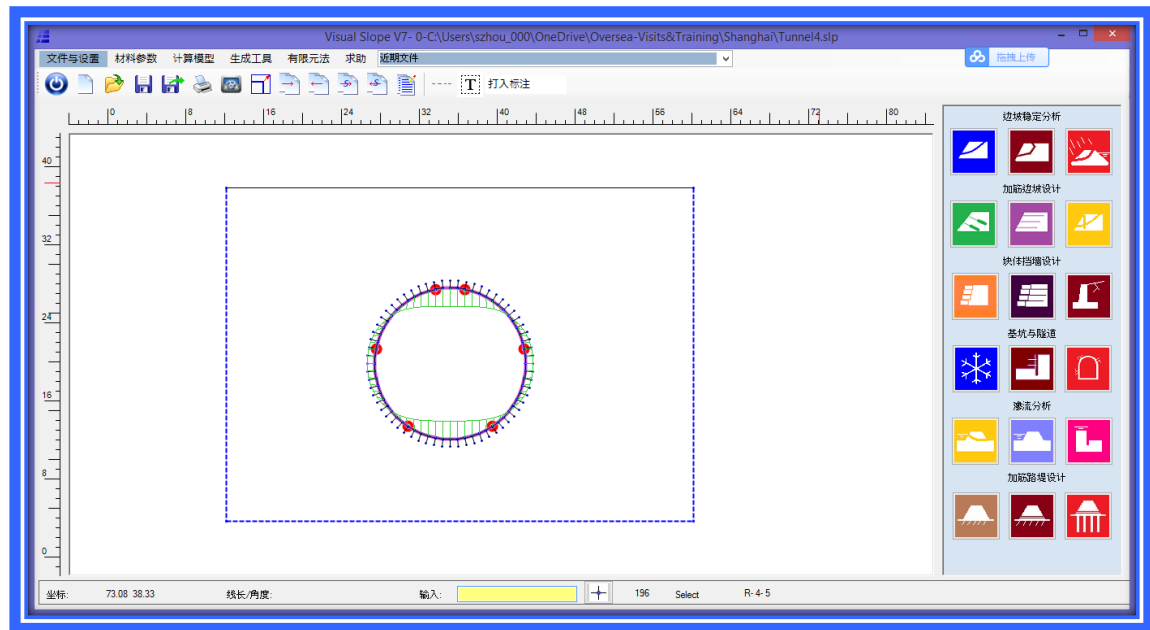 Visual Slope V7- 0-C:\Users\szhou_000\OneDrive\Oversea-Visits&Training\Shanghai\Tunnel4.slp
文件与设置 材料参数 计算模型 生成工具 有限元法 求助 近期文件
拖拽上传
T 打入标注
0 8 16 24 32 40 48 56 64 72 80
40
32
24
16
8
0
边坡稳定分析
加筋边坡设计
块体挡墙设计
基坑与隧道
渗流分析
加筋路堤设计
坐标: 73.08 38.33 线长/角度: 输入: 196 Select R- 4- 5